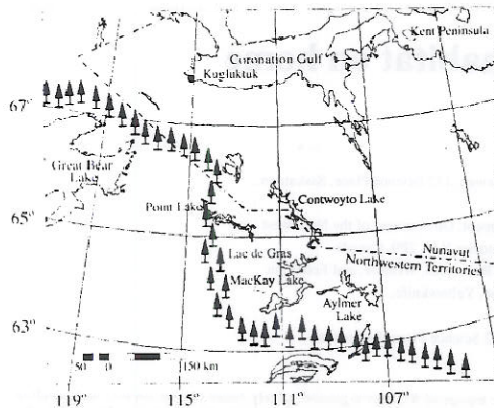 Kent Peninsula
Coronation Gulf
Kugluktuk
67°
Great Bear
Lake
Contwoyto Lake
Point Lake
65°
Nunavut
Northwestern Territories
Lac de Gras
MacKay Lake
Aylmer
Lake
63°
50 0 150 km
119° 115° 111° 107°